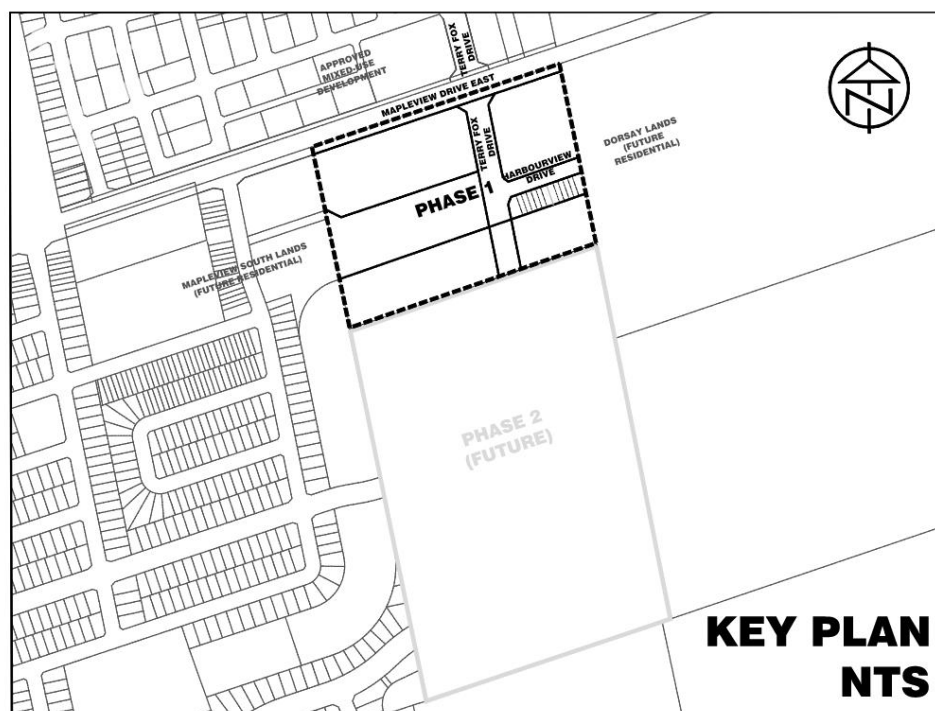 APPROVED
MIXED-USE
DEVELOPMENT
TERRY FOX
DRIVE
MAPLEVIEW DRIVE EAST
TERRY FOX
DRIVE
HARBOURVIEW
DRIVE
PHASE 1
DORSAY LANDS
(FUTURE
RESIDENTIAL)
MAPLEVIEW SOUTH LANDS
(FUTURE RESIDENTIAL)
PHASE 2
(FUTURE)
N
KEY PLAN
NTS